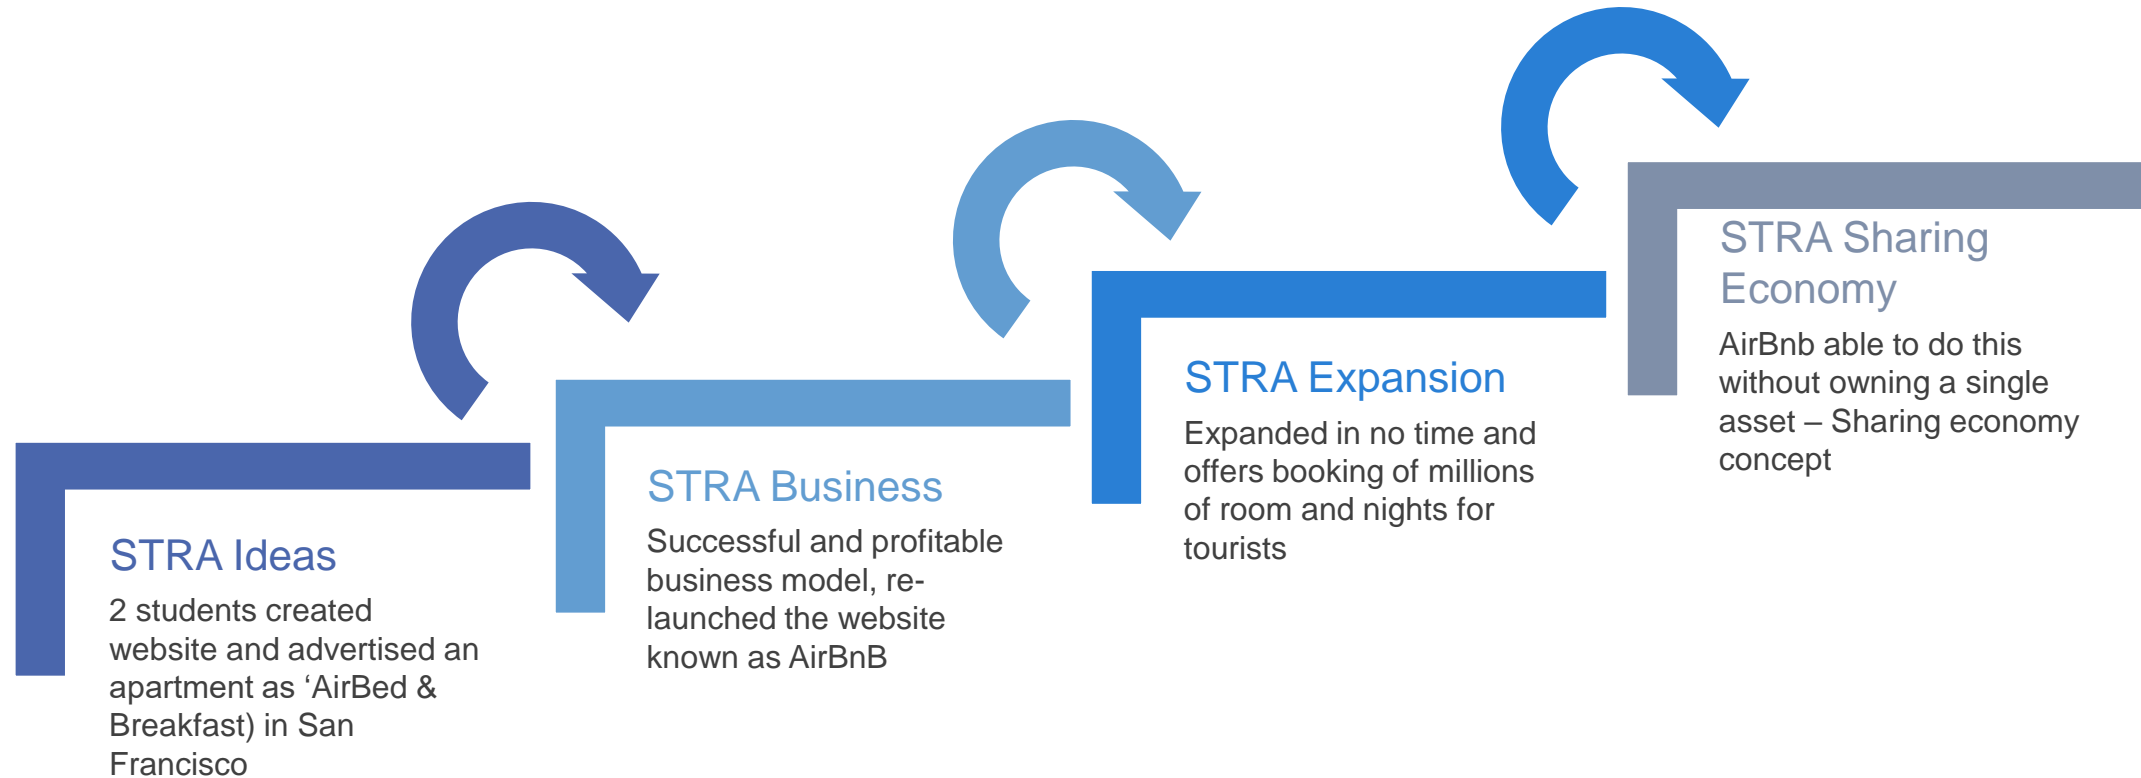 STRA Ideas
2 students created
website and advertised an
apartment as ‘AirBed &
Breakfast) in San
Francisco
STRA Business
Successful and profitable
business model, re-
launched the website
known as AirBnB
STRA Expansion
Expanded in no time and
offers booking of millions
of room and nights for
tourists
STRA Sharing
Economy
AirBnb able to do this
without owning a single
asset – Sharing economy
concept